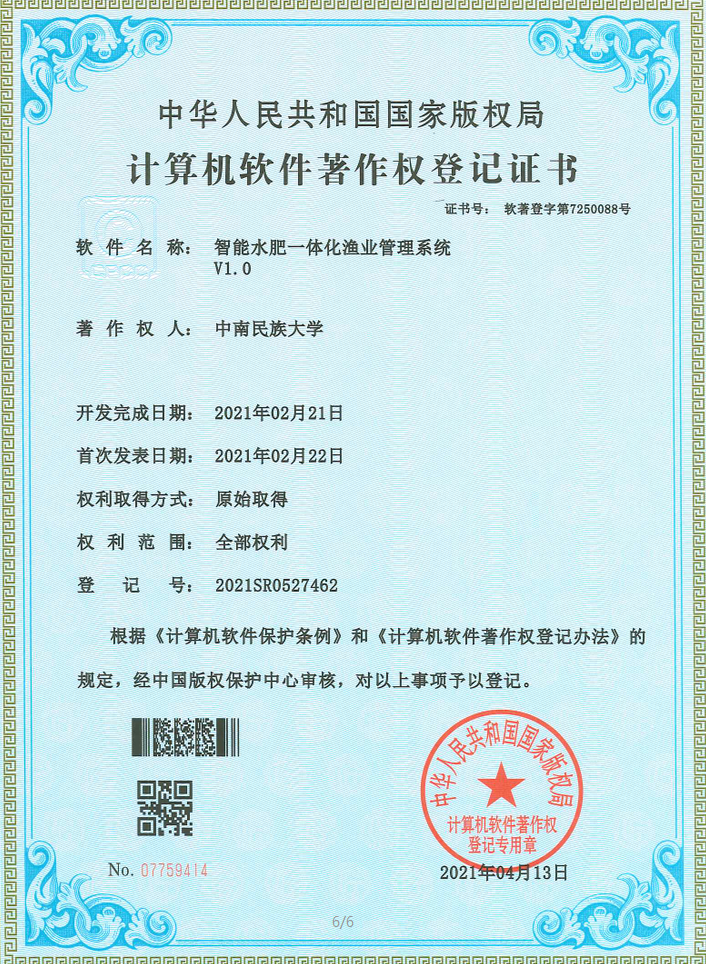 中华人民共和国国家版权局
计算机软件著作权登记证书
证书号： 软著登字第7250088号
CPCC
软件名称： 智能水肥一体化渔业管理系统
V1.0
著作权人： 中南民族大学
开发完成日期： 2021年02月21日
首次发表日期： 2021年02月22日
权利取得方式： 原始取得
权利范围： 全部权利
登记号： 2021SR0527462
根据《计算机软件保护条例》和《计算机软件著作权登记办法》的
规定，经中国版权保护中心审核，对以上事项予以登记。
中华人民共和国国家版权局
计算机软件著作权
登记专用章
No. 07759414
2021年04月13日
6/6